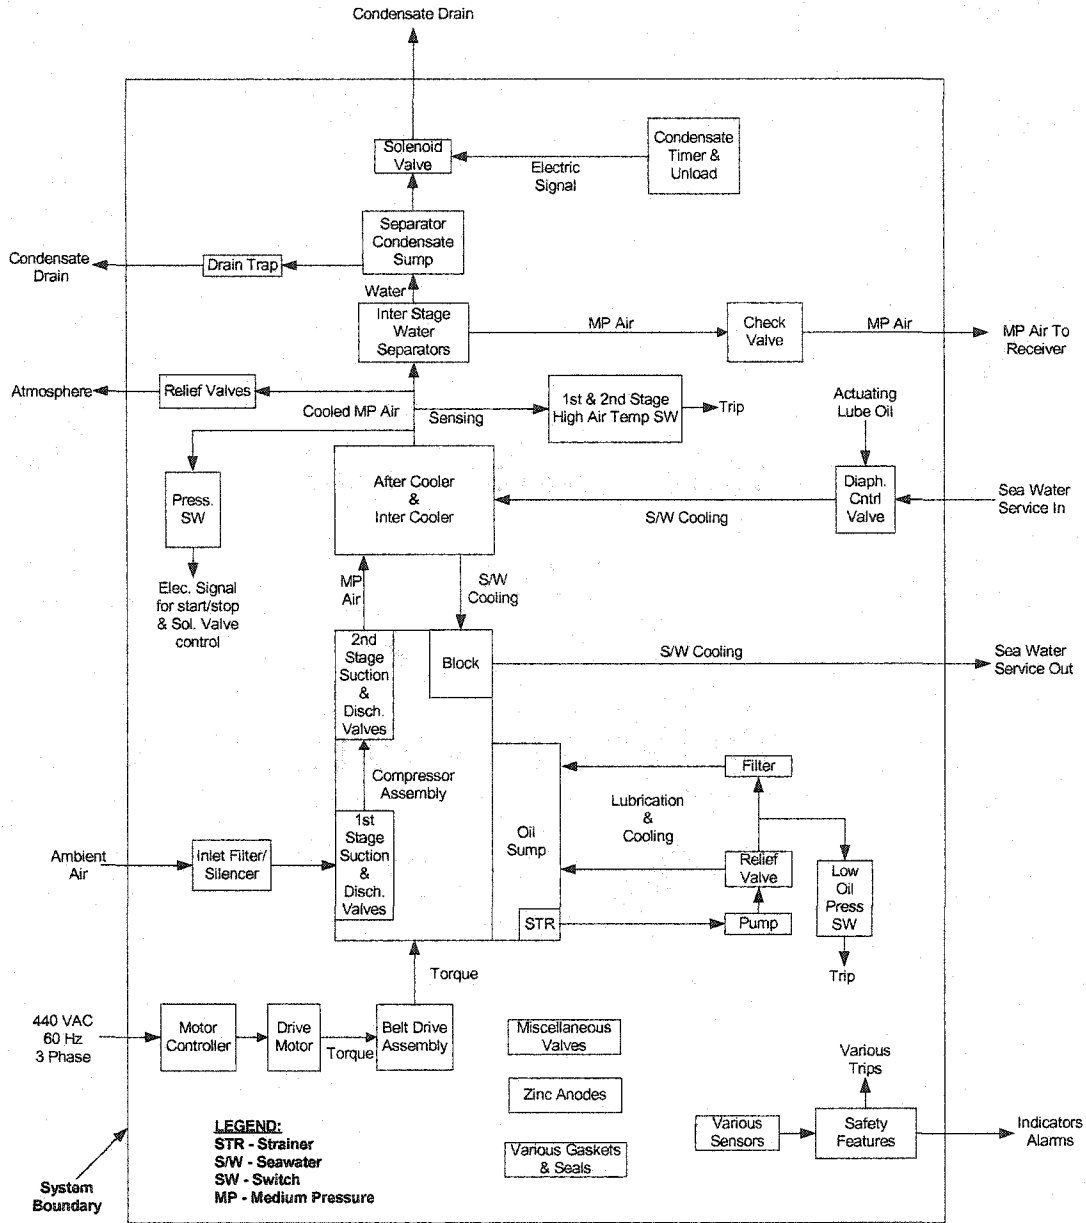 Condensate Drain
Solenoid
Valve
Electric
Signal
Condensate
Timer &
Unload
Separator
Condensate
Sump
Condensate
Drain
Drain Trap
Water
Inter Stage
Water
Separators
MP Air
Check
Valve
MP Air
MP Air To
Receiver
Atmosphere
Relief Valves
Cooled MP Air
Sensing
1st & 2nd Stage
High Air Temp SW
Trip
Actuating
Lube Oil
Press.
SW
After Cooler
&
Inter Cooler
S/W Cooling
Diaph.
Cntrl
Valve
Sea Water
Service In
Elec. Signal
for start/stop
& Sol. Valve
control
MP
Air
S/W
Cooling
2nd
Stage
Suction
&
Disch.
Valves
Block
S/W Cooling
Sea Water
Service Out
Compressor
Assembly
Filter
Lubrication
&
Cooling
Oil
Sump
Ambient
Air
Inlet Filter/
Silencer
1st
Stage
Suction
&
Disch.
Valves
Relief
Valve
Low
Oil
Press
SW
STR
Pump
Trip
Torque
440 VAC
60 Hz
3 Phase
Motor
Controller
Drive
Motor
Torque
Belt Drive
Assembly
Miscellaneous
Valves
Zinc Anodes
Various Gaskets
& Seals
Various
Trips
Various
Sensors
Safety
Features
Indicators
Alarms
LEGEND:
STR - Strainer
S/W - Seawater
SW - Switch
MP - Medium Pressure
System
Boundary